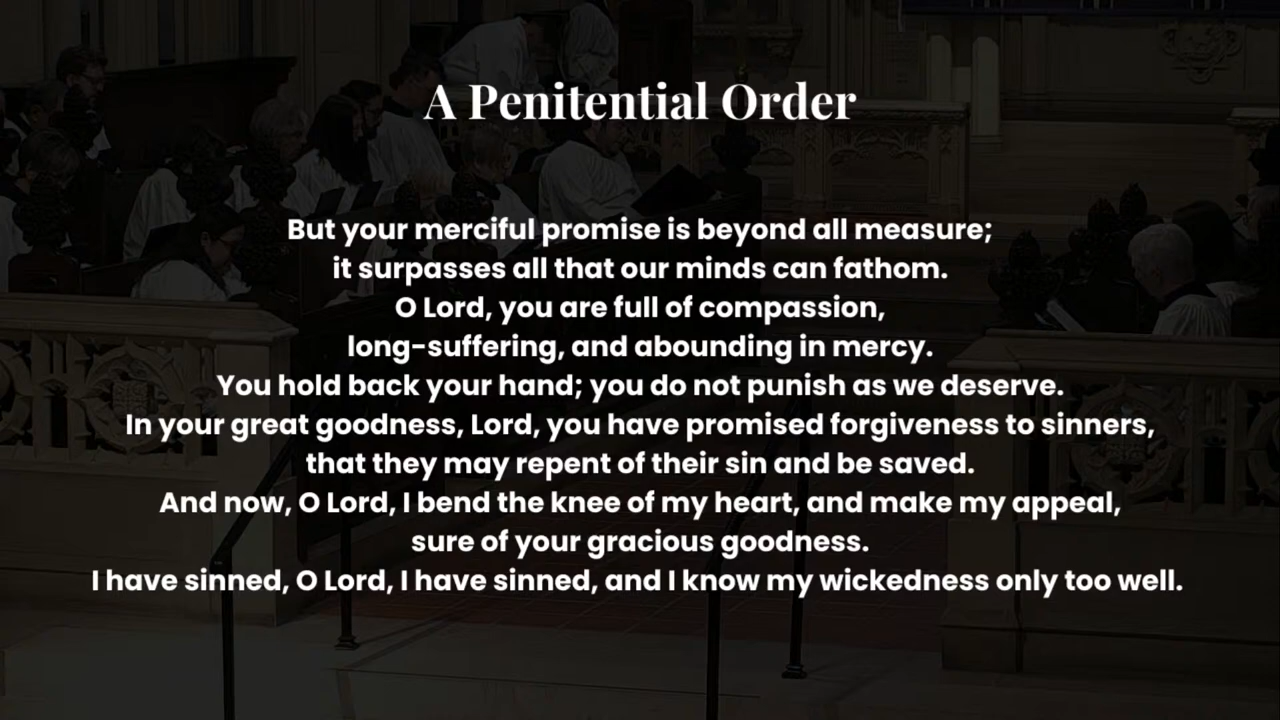 A Penitential Order
But your merciful promise is beyond all measure;
it surpasses all that our minds can fathom.
O Lord, you are full of compassion,
long-suffering, and abounding in mercy.
You hold back your hand; you do not punish as we deserve.
In your great goodness, Lord, you have promised forgiveness to sinners,
that they may repent of their sin and be saved.
And now, O Lord, I bend the knee of my heart, and make my appeal,
sure of your gracious goodness.
I have sinned, O Lord, I have sinned, and I know my wickedness only too well.